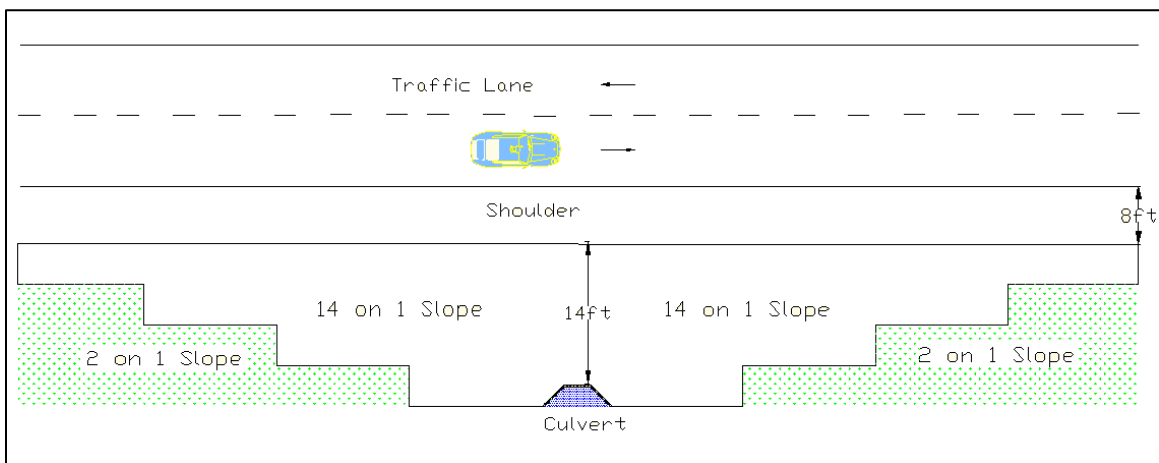 Traffic Lane
Shoulder
8ft
14 on 1 Slope
14ft
14 on 1 Slope
2 on 1 Slope
2 on 1 Slope
Culvert